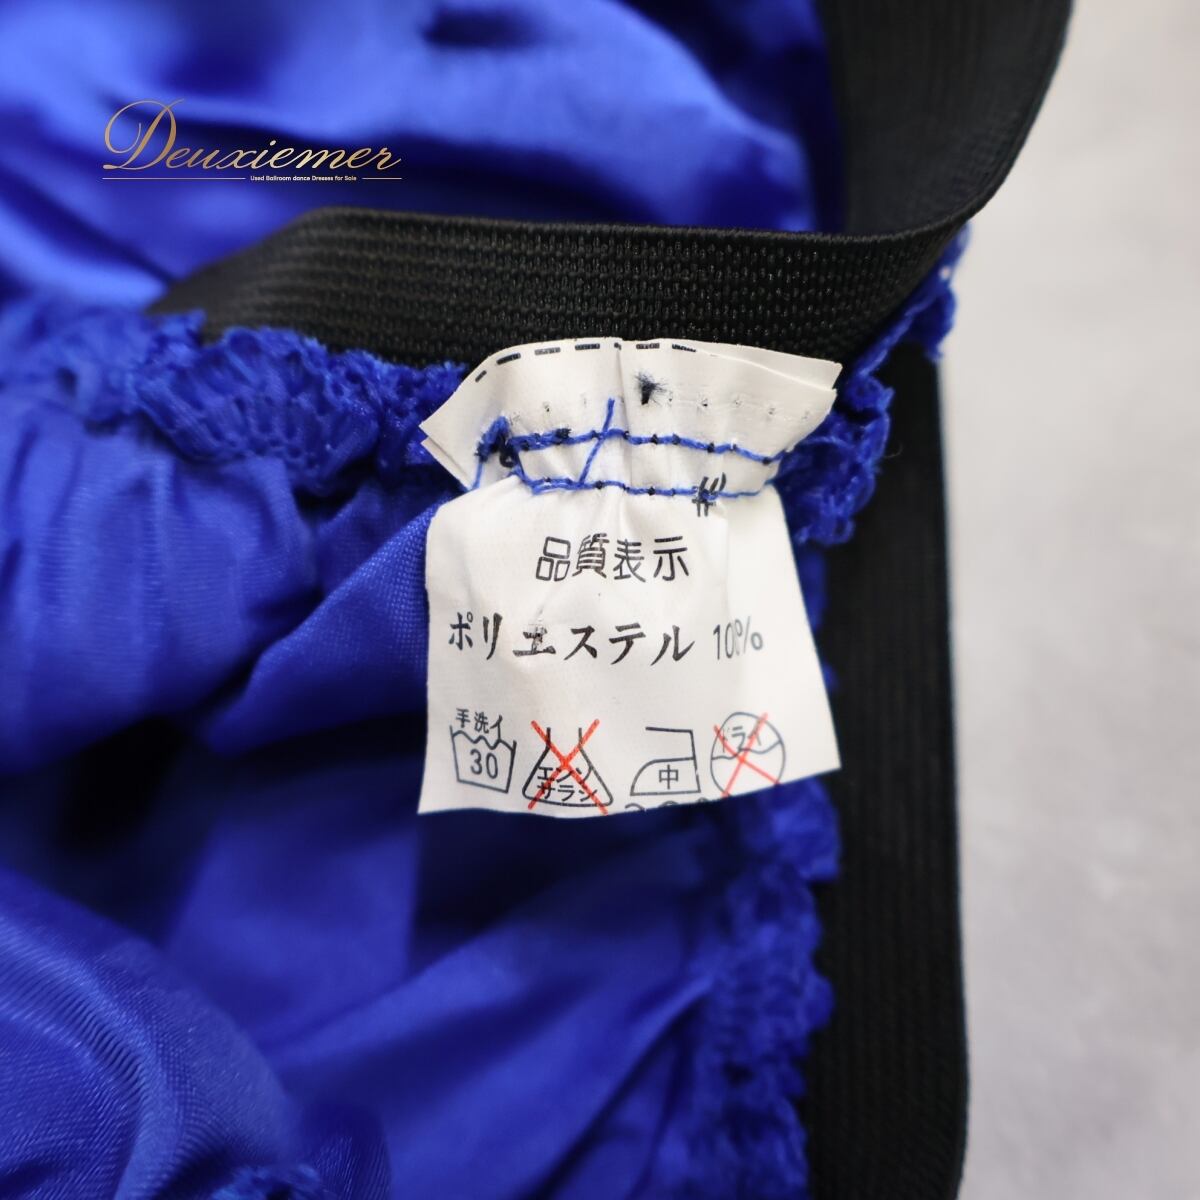 Deuxiemer
Used Ballroom dance Dresses for Sale
品質表示
ポリエステル 100%
手洗イ
30
エンソ
サラシ
中
ドライ